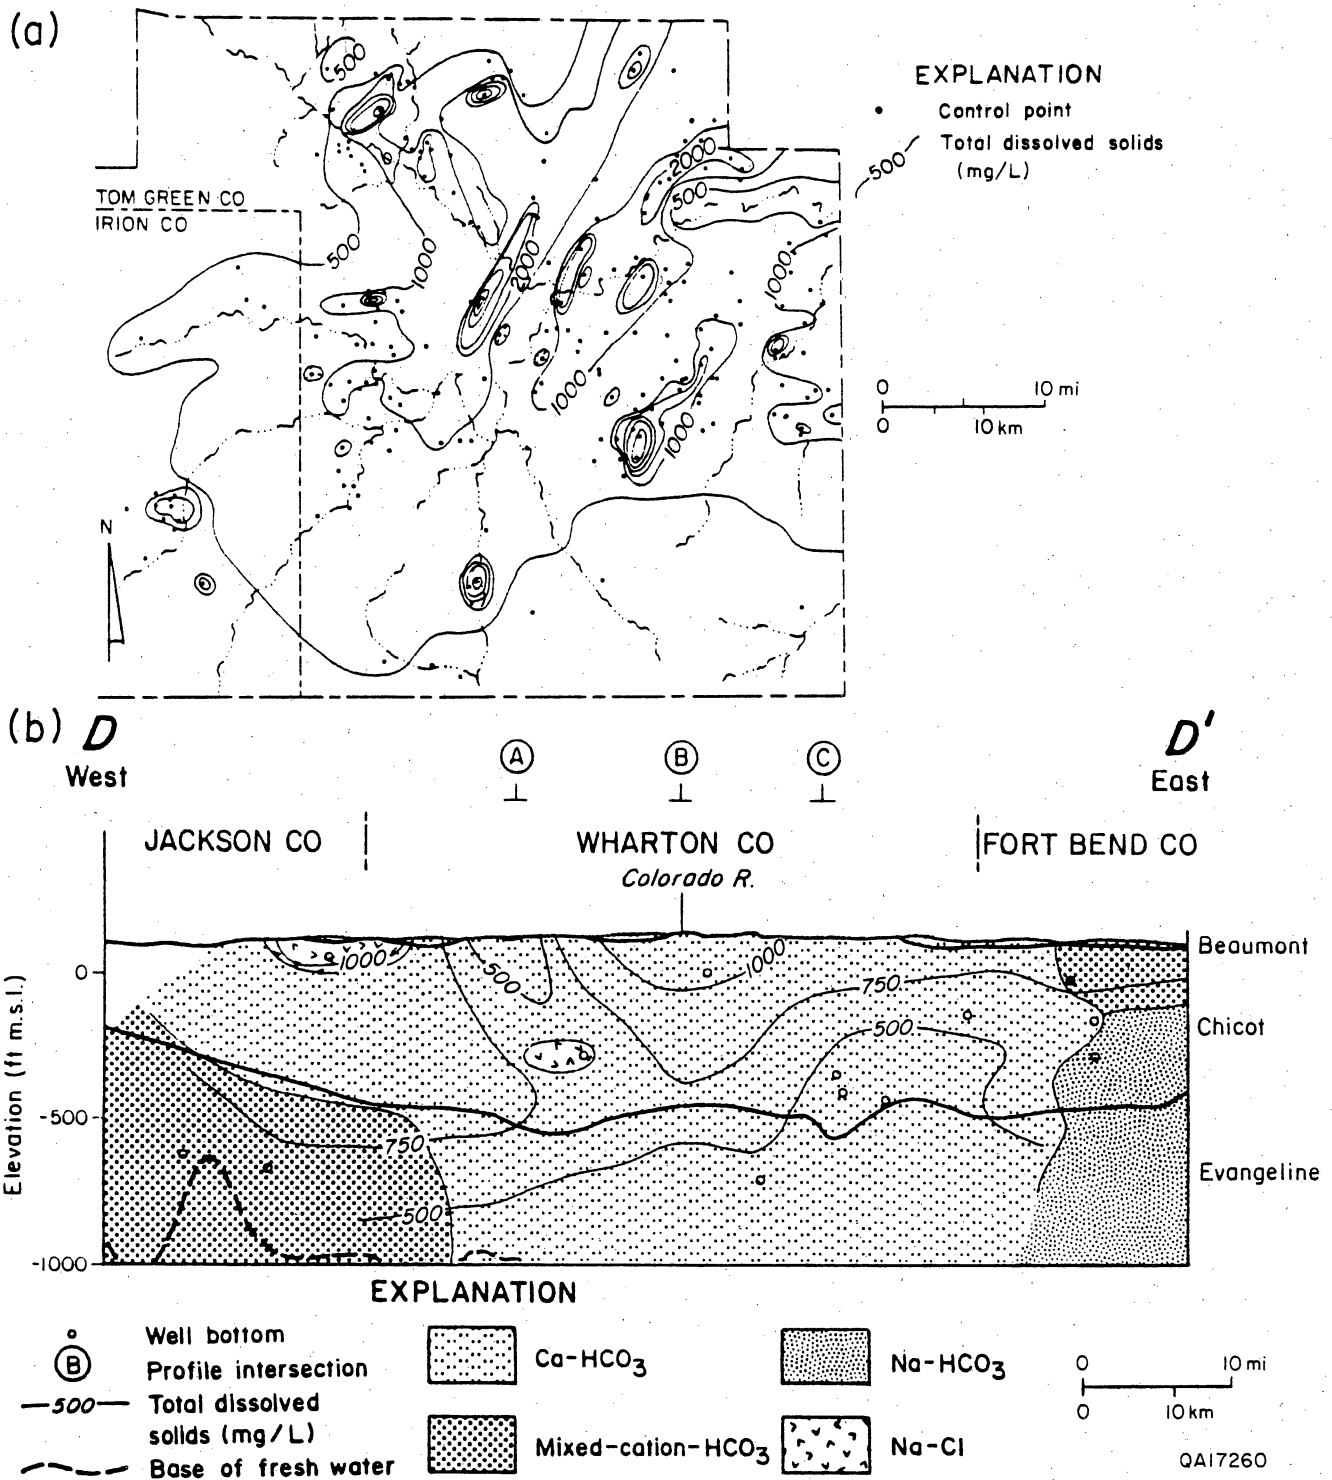 (a)
EXPLANATION
Control point
500
Total dissolved solids
(mg/L)
500
2000
500
TOM GREEN CO
IRION CO
500
1000
2000
1000
1000
1000
0 10 mi
0 10 km
N
(b) D
West
A
B
C
D'
East
JACKSON CO
WHARTON CO
FORT BEND CO
Colorado R.
Elevation (ft m.s.l.)
0
-500
-1000
1000
500
1000
750
500
750
500
Beaumont
Chicot
Evangeline
EXPLANATION
Well bottom
B Profile intersection
500 Total dissolved
solids (mg/L)
Base of fresh water
Ca-HCO3
Mixed-cation-HCO3
Na-HCO3
Na-Cl
0 10 mi
0 10 km
QA17260